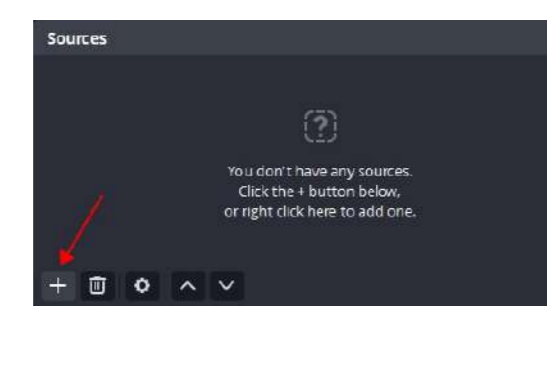 Sources
You don't have any sources.
Click the + button below,
or right click here to add one.